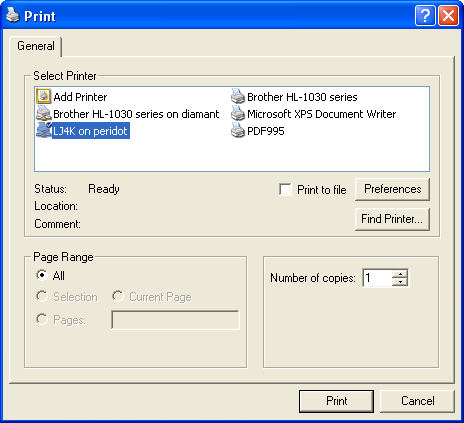 Print
General
Select Printer
Add Printer
Brother HL-1030 series
Brother HL-1030 series on diamant
Microsoft XPS Document Writer
LJ4K on peridot
PDF995
Status: Ready
Print to file
Preferences
Location:
Comment:
Find Printer...
Page Range
All
Selection
Current Page
Pages:
Number of copies: 1
Print
Cancel